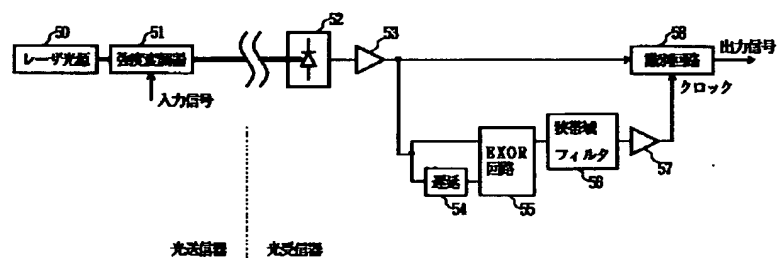 50
51
52
53
58
レーザ光源
強度変調器
識別回路
出力信号
入力信号
クロック
EXOR
回路
狭帯域
フィルタ
遅延
54
55
56
57
光送信器
光受信器